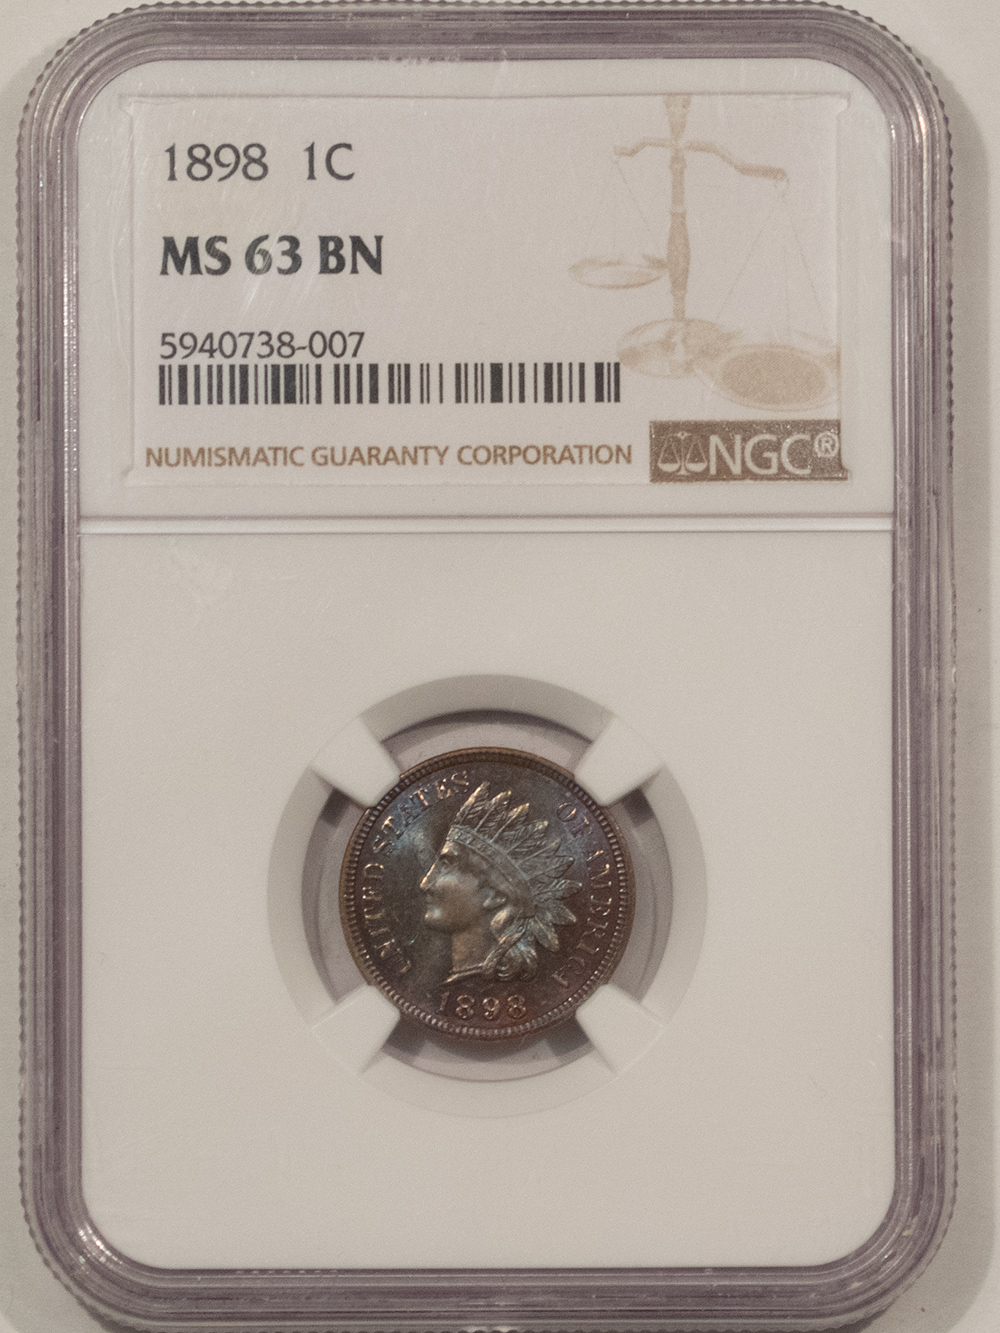 1898 1C
MS 63 BN
5940738-007
NUMISMATIC GUARANTY CORPORATION
NGC®
UNITED STATES OF AMERICA
1898